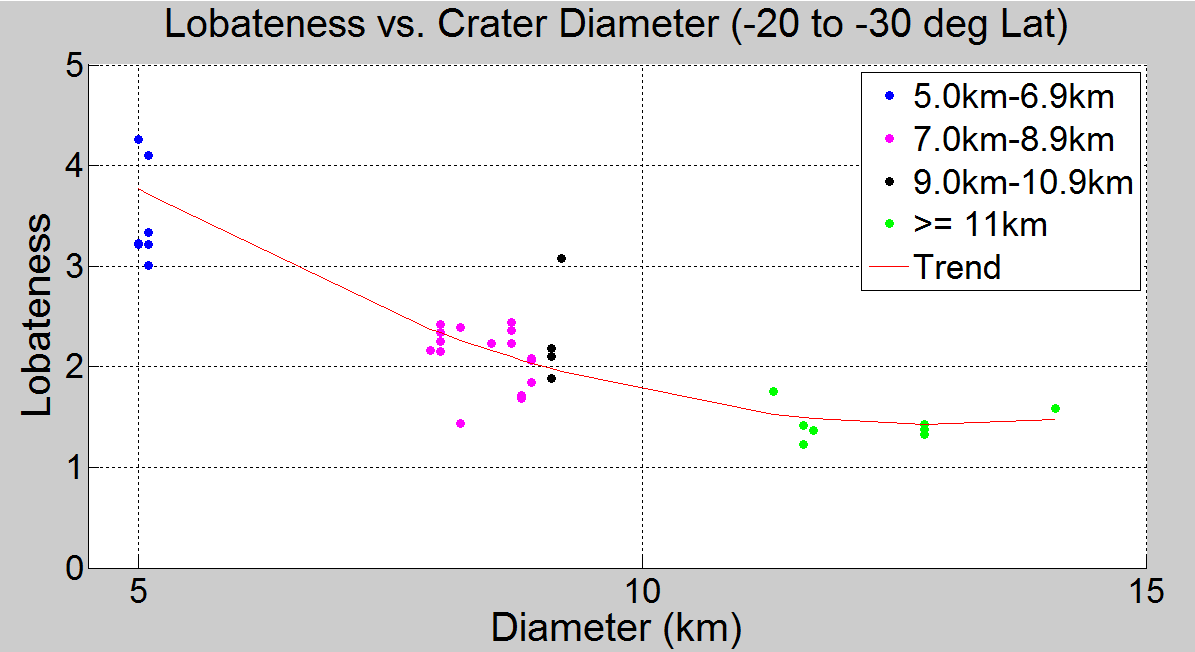 Lobateness vs. Crater Diameter (-20 to -30 deg Lat)
5
4
3
2
1
0
Lobateness
5.0km-6.9km
7.0km-8.9km
9.0km-10.9km
>= 11km
Trend
5 10 15
Diameter (km)